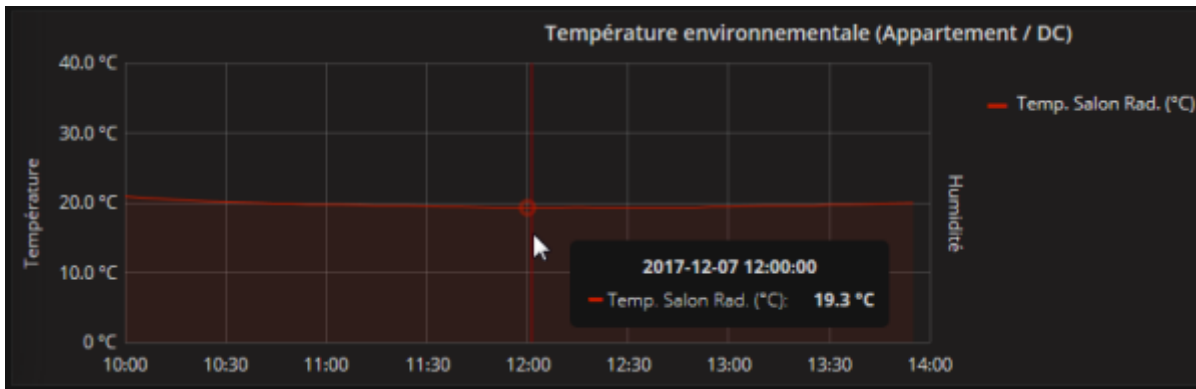 Température environnementale (Appartement / DC)
40.0 °C
30.0 °C
20.0 °C
10.0 °C
0 °C
Température
10:00 10:30 11:00 11:30 12:00 12:30 13:00 13:30 14:00
Humidité
Temp. Salon Rad. (°C)
2017-12-07 12:00:00
Temp. Salon Rad. (°C): 19.3 °C